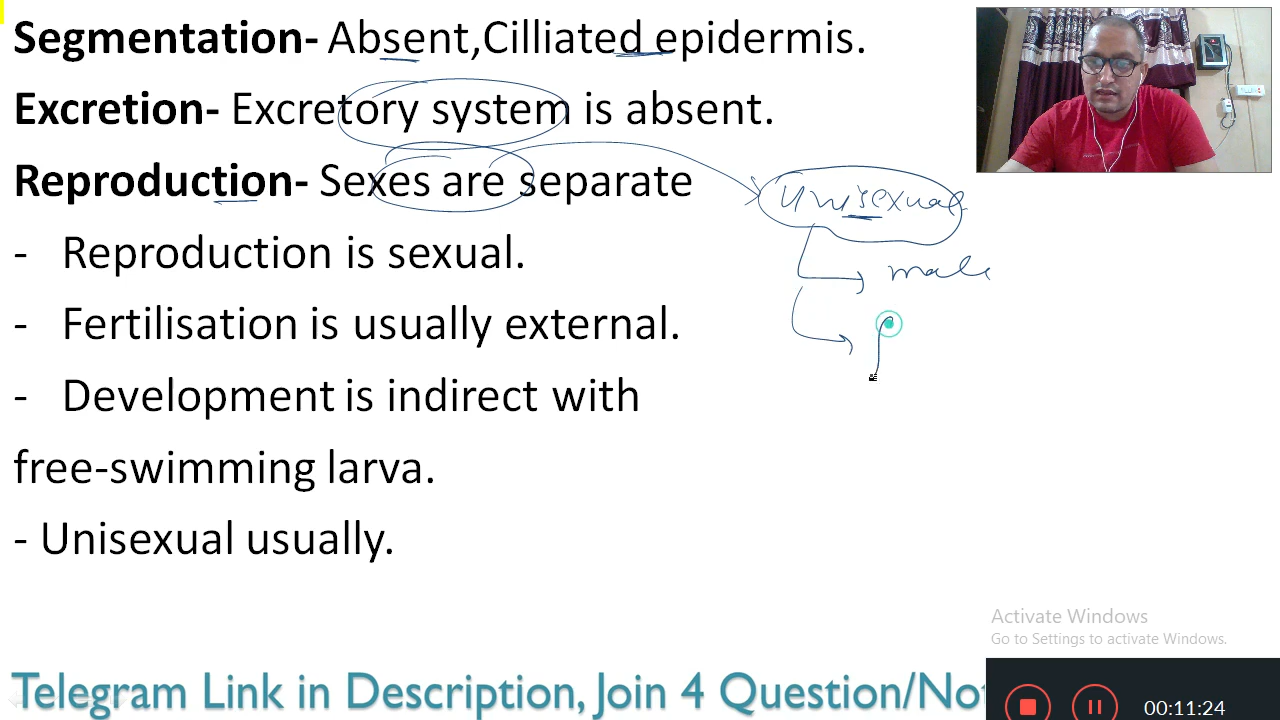 Segmentation- Absent,Cilliated epidermis.
Excretion- Excretory system is absent.
Reproduction- Sexes are separate
Unisexual
- Reproduction is sexual.
male
- Fertilisation is usually external.
- Development is indirect with
free-swimming larva.
- Unisexual usually.
Activate Windows
Go to Settings to activate Windows.
Telegram Link in Description, Join 4 Question/Not
00:11:24